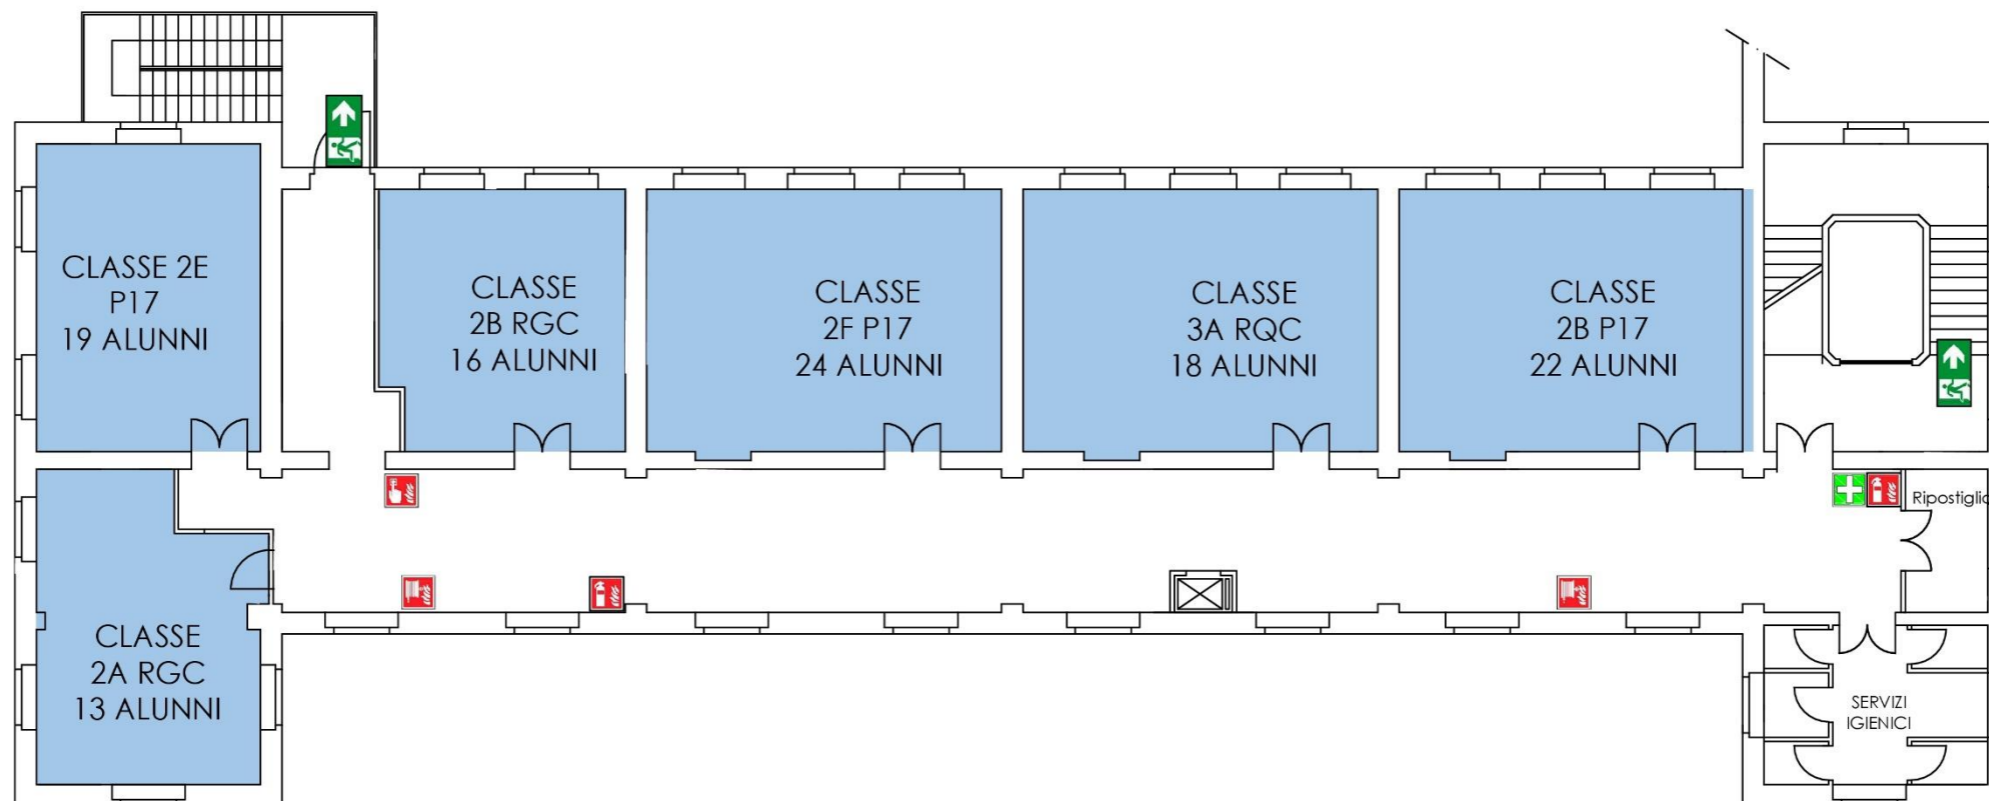 CLASSE 2E
P17
19 ALUNNI
CLASSE
2B RGC
16 ALUNNI
CLASSE
2F P17
24 ALUNNI
CLASSE
3A RQC
18 ALUNNI
CLASSE
2B P17
22 ALUNNI
Ripostiglio
CLASSE
2A RGC
13 ALUNNI
SERVIZI
IGIENICI